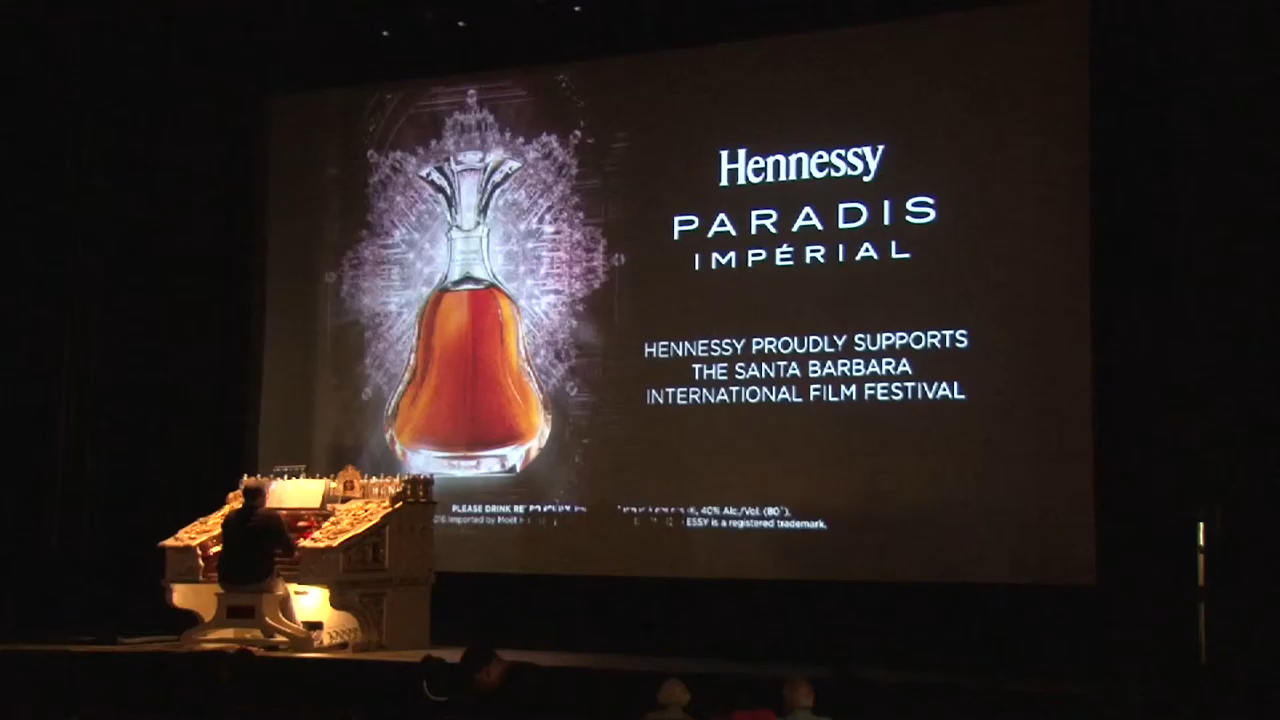 Hennessy
PARADIS
IMPÉRIAL
HENNESSY PROUDLY SUPPORTS
THE SANTA BARBARA
INTERNATIONAL FILM FESTIVAL
PLEASE DRINK 40% Alc./Vol. (80°).
Imported by Moët is a registered trademark.